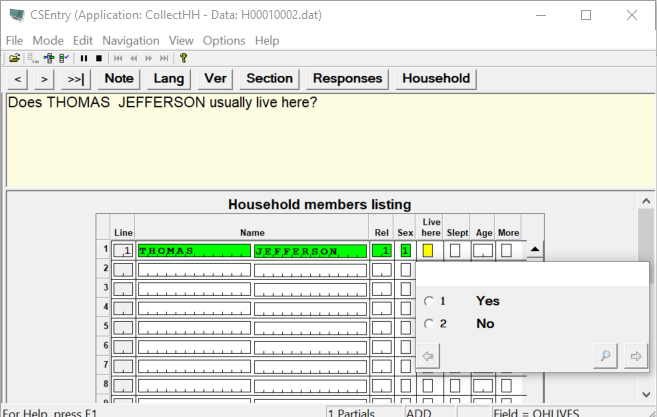 CSEntry (Application: CollectHH - Data: H00010002.dat)
File Mode Edit Navigation View Options Help
< > >>| Note Lang Ver Section Responses Household
Does THOMAS  JEFFERSON usually live here?
Household members listing
Line Name Rel Sex Live here Slept Age More
1 1 THOMAS JEFFERSON 1 1
2
3
1 Yes
4
2 No
5
6
7
8
For Help, press F1 1 Partials ADD Field = QHLIVES